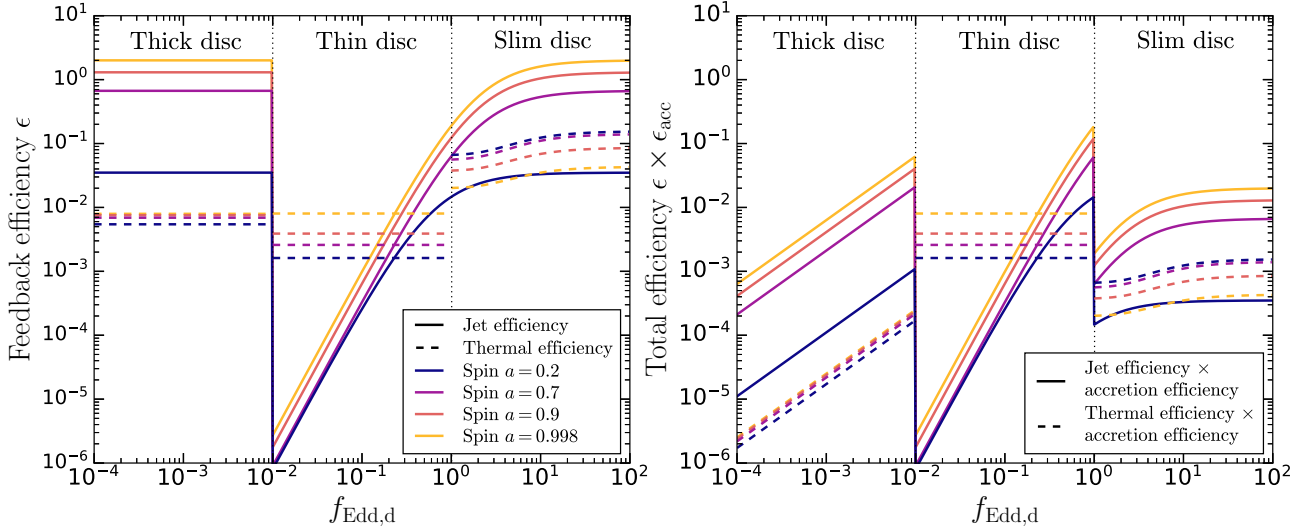 Thick disc Thin disc Slim disc
Feedback efficiency ϵ
10^1
10^0
10^-1
10^-2
10^-3
10^-4
10^-5
10^-6
Jet efficiency
Thermal efficiency
Spin a = 0.2
Spin a = 0.7
Spin a = 0.9
Spin a = 0.998
10^-4 10^-3 10^-2 10^-1 10^0 10^1 10^2
f_Edd,d
Thick disc Thin disc Slim disc
Total efficiency ϵ × ϵ_acc
10^1
10^0
10^-1
10^-2
10^-3
10^-4
10^-5
10^-6
Jet efficiency ×
accretion efficiency
Thermal efficiency ×
accretion efficiency
10^-4 10^-3 10^-2 10^-1 10^0 10^1 10^2
f_Edd,d